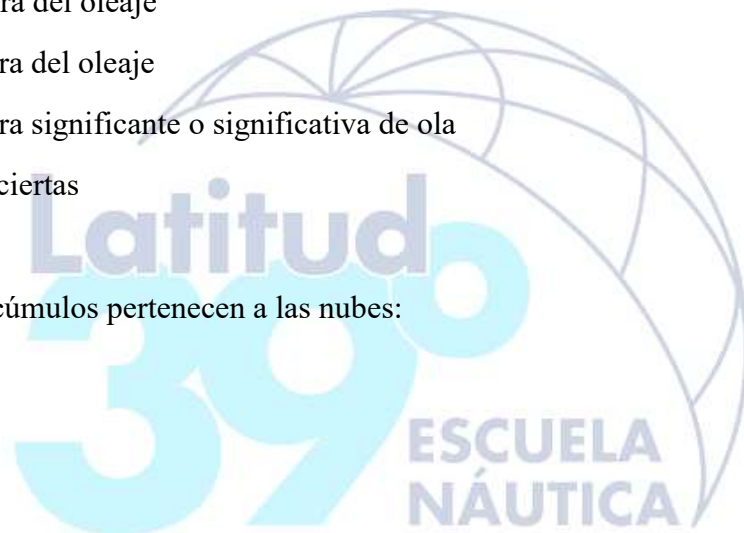 ra del oleaje
ra del oleaje
ra significante o significativa de ola
ciertas
Latitud
39º
cúmulos pertenecen a las nubes:
ESCUELA
NÁUTICA